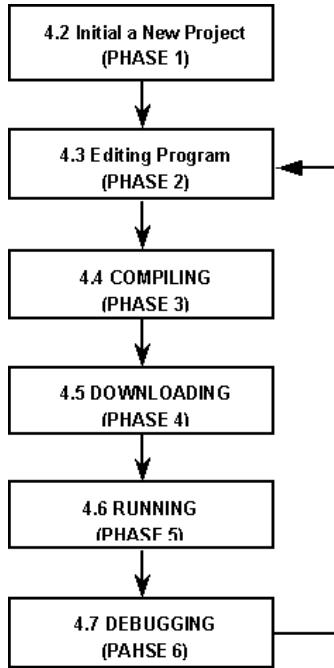 4.2 Initial a New Project
(PHASE 1)
4.3 Editing Program
(PHASE 2)
4.4 COMPILING
(PHASE 3)
4.5 DOWNLOADING
(PHASE 4)
4.6 RUNNING
(PHASE 5)
4.7 DEBUGGING
(PAHSE 6)